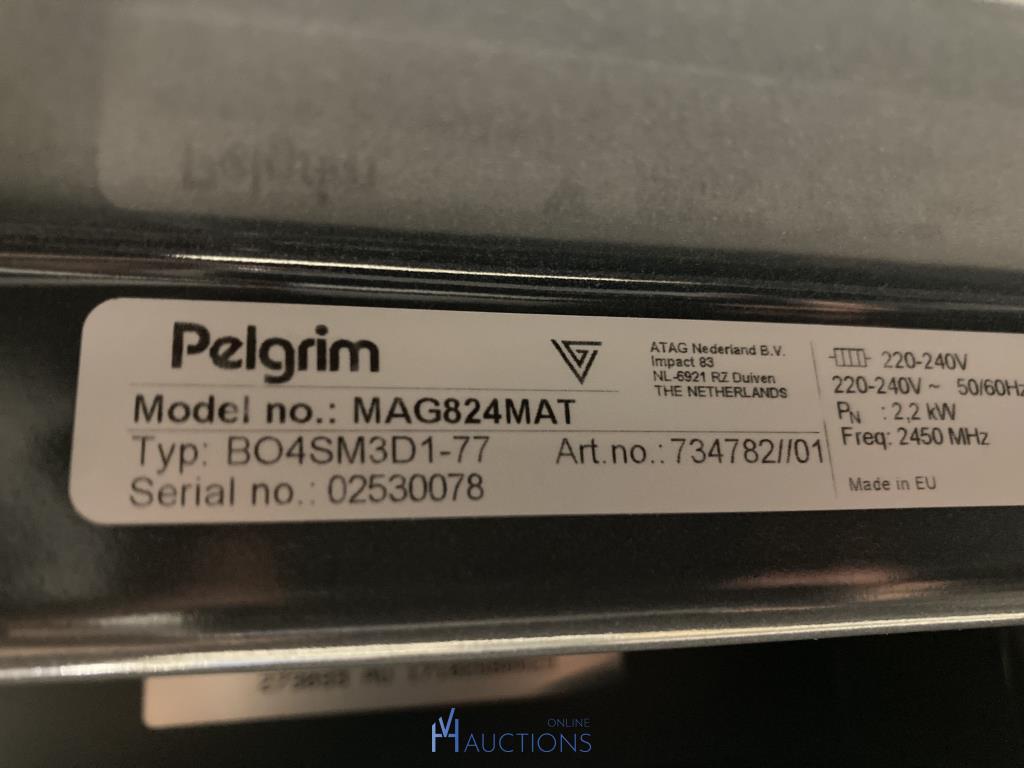 Pelgrim
Model no.: MAG824MAT
Typ: BO4SM3D1-77 Art.no.: 734782//01
Serial no.: 02530078
ATAG Nederland B.V.
Impact 83
NL-6921 RZ Duiven
THE NETHERLANDS
220-240V
220-240V ~ 50/60Hz
PN : 2,2 kW
Freq: 2450 MHz
Made in EU
ONLINE
AUCTIONS